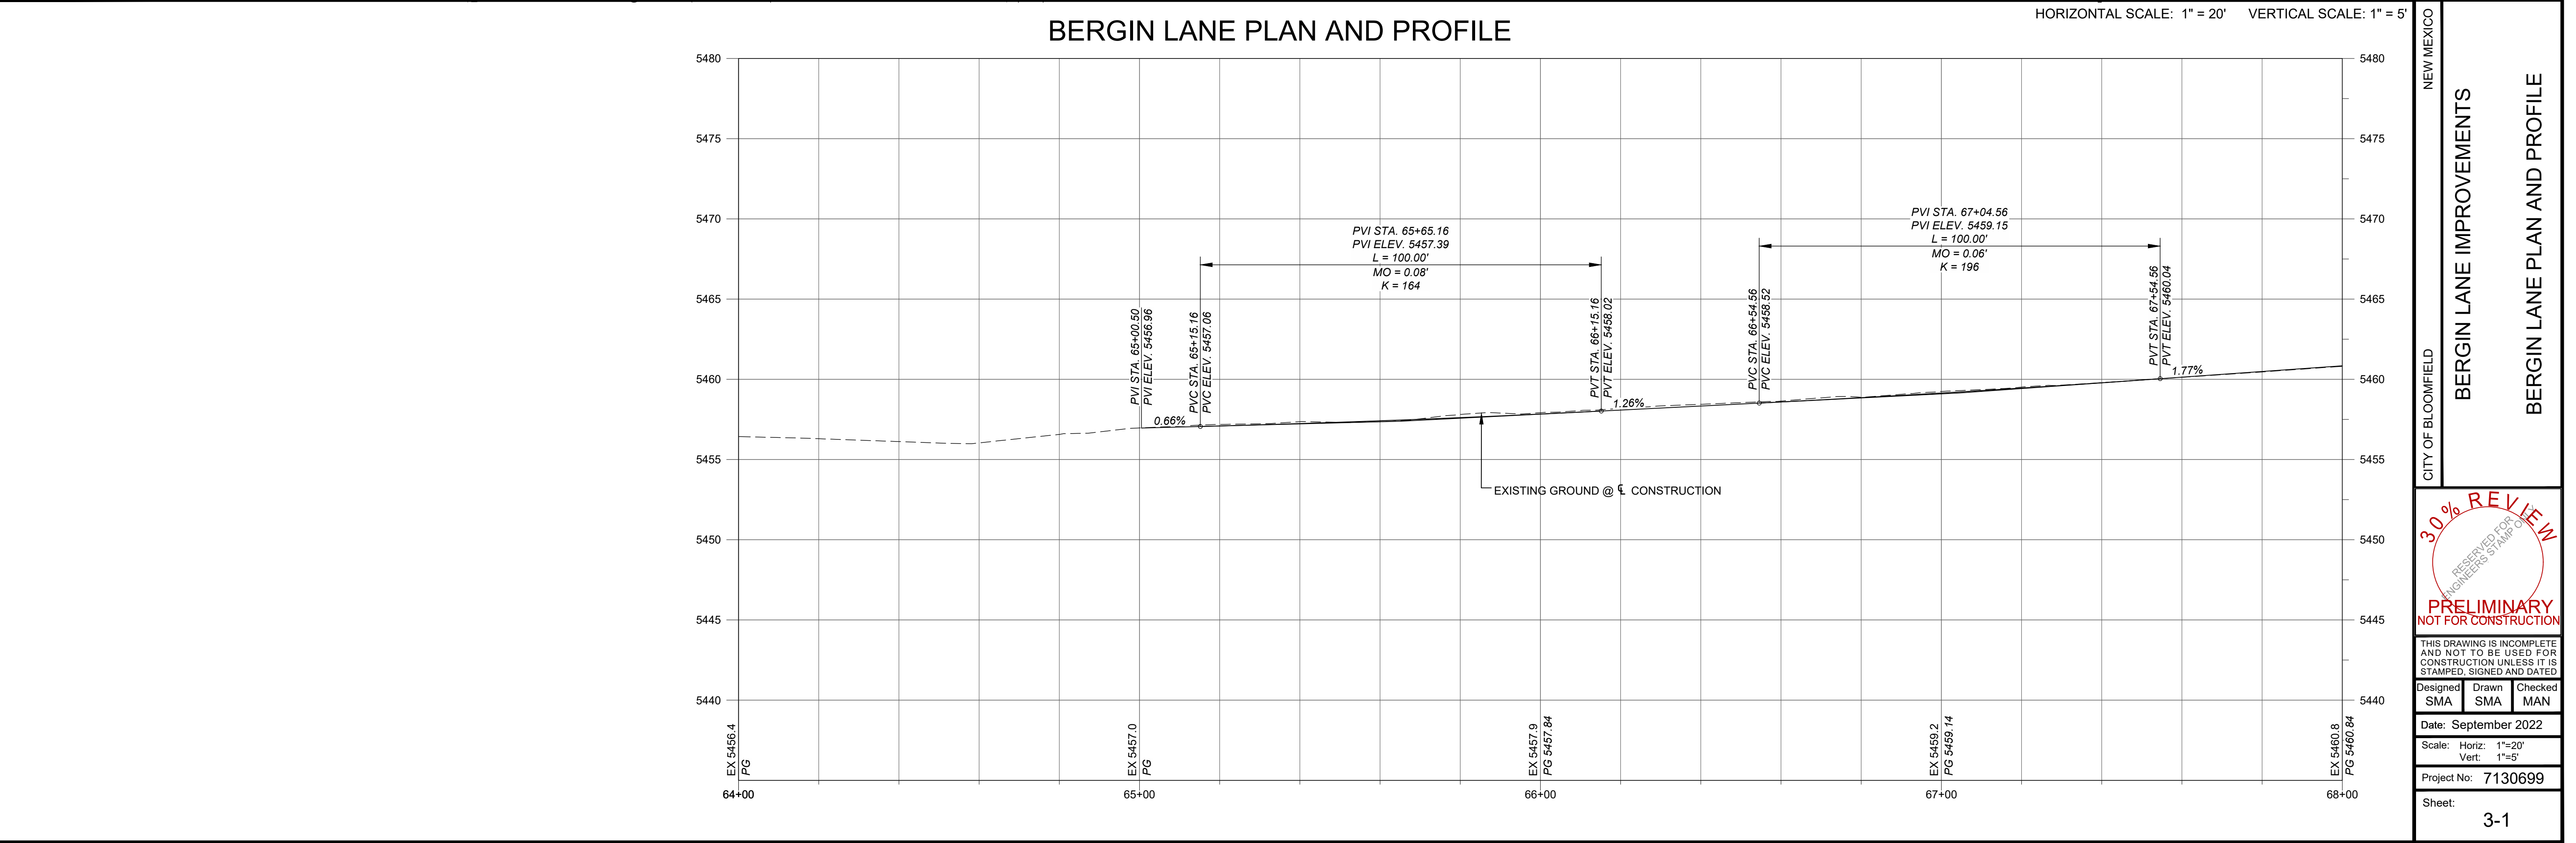 HORIZONTAL SCALE: 1" = 20' VERTICAL SCALE: 1" = 5'
BERGIN LANE PLAN AND PROFILE
5480
5475
5470
5465
5460
5455
5450
5445
5440
5480
5475
5470
5465
5460
5455
5450
5445
5440
PVI STA. 65+00.50
PVI ELEV. 5456.96
0.66%
PVC STA. 65+15.16
PVC ELEV. 5457.06
PVI STA. 65+65.16
PVI ELEV. 5457.39
L = 100.00'
MO = 0.08'
K = 164
PVT STA. 66+15.16
PVT ELEV. 5458.02
1.26%
PVC STA. 66+54.56
PVC ELEV. 5458.52
PVI STA. 67+04.56
PVI ELEV. 5459.15
L = 100.00'
MO = 0.06'
K = 196
PVT STA. 67+54.56
PVT ELEV. 5460.04
1.77%
EXISTING GROUND @ ℄ CONSTRUCTION
EX 5456.4
PG
EX 5457.0
PG
EX 5457.9
PG 5457.84
EX 5459.2
PG 5459.14
EX 5460.8
PG 5460.84
64+00
65+00
66+00
67+00
68+00
CITY OF BLOOMFIELD NEW MEXICO
BERGIN LANE IMPROVEMENTS
BERGIN LANE PLAN AND PROFILE
30% REVIEW
RESERVED FOR
ENGINEERS STAMP ONLY
PRELIMINARY
NOT FOR CONSTRUCTION
THIS DRAWING IS INCOMPLETE
AND NOT TO BE USED FOR
CONSTRUCTION UNLESS IT IS
STAMPED, SIGNED AND DATED
Designed Drawn Checked
SMA SMA MAN
Date: September 2022
Scale: Horiz: 1"=20'
Vert: 1"=5'
Project No: 7130699
Sheet:
3-1